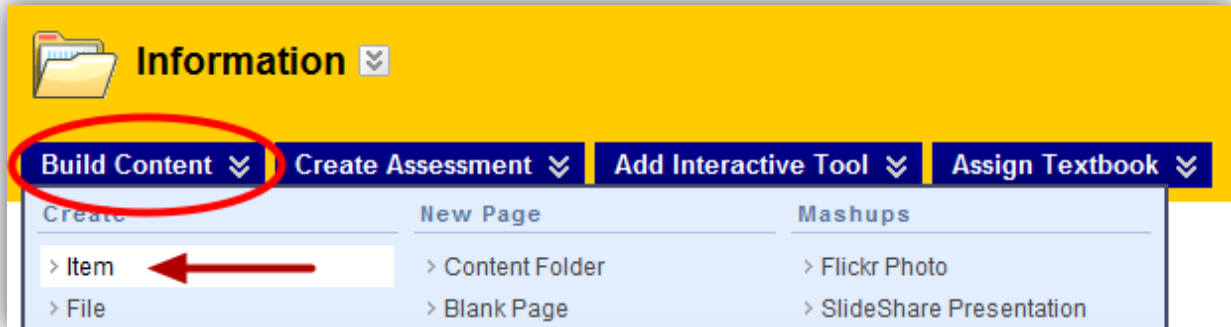 Information
Build Content Create Assessment Add Interactive Tool Assign Textbook
Create New Page Mashups
> Item > Content Folder > Flickr Photo
> File > Blank Page > SlideShare Presentation